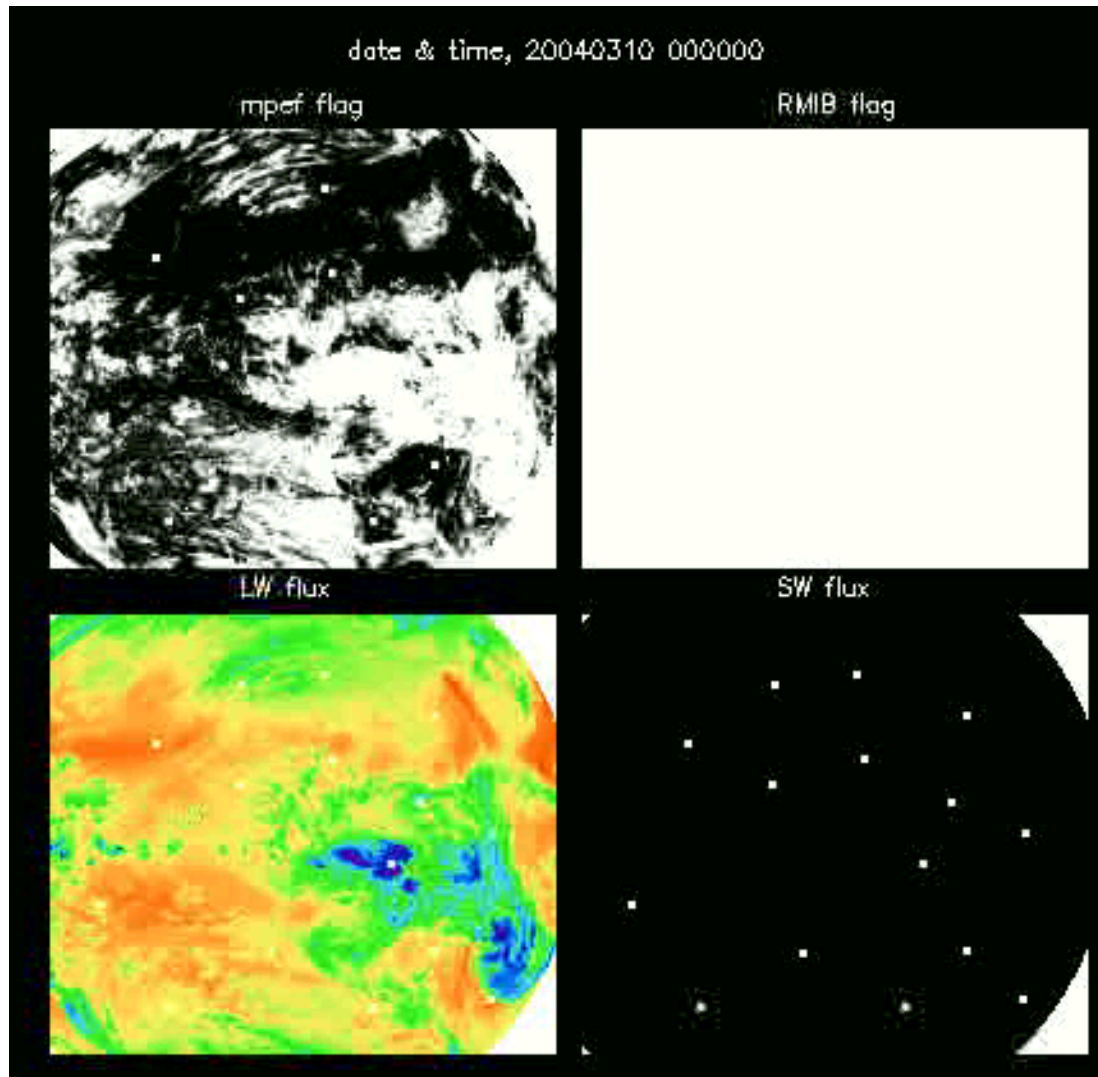 date & time, 20040310 000000
mpef flag
RMIB flag
LW flux
SW flux